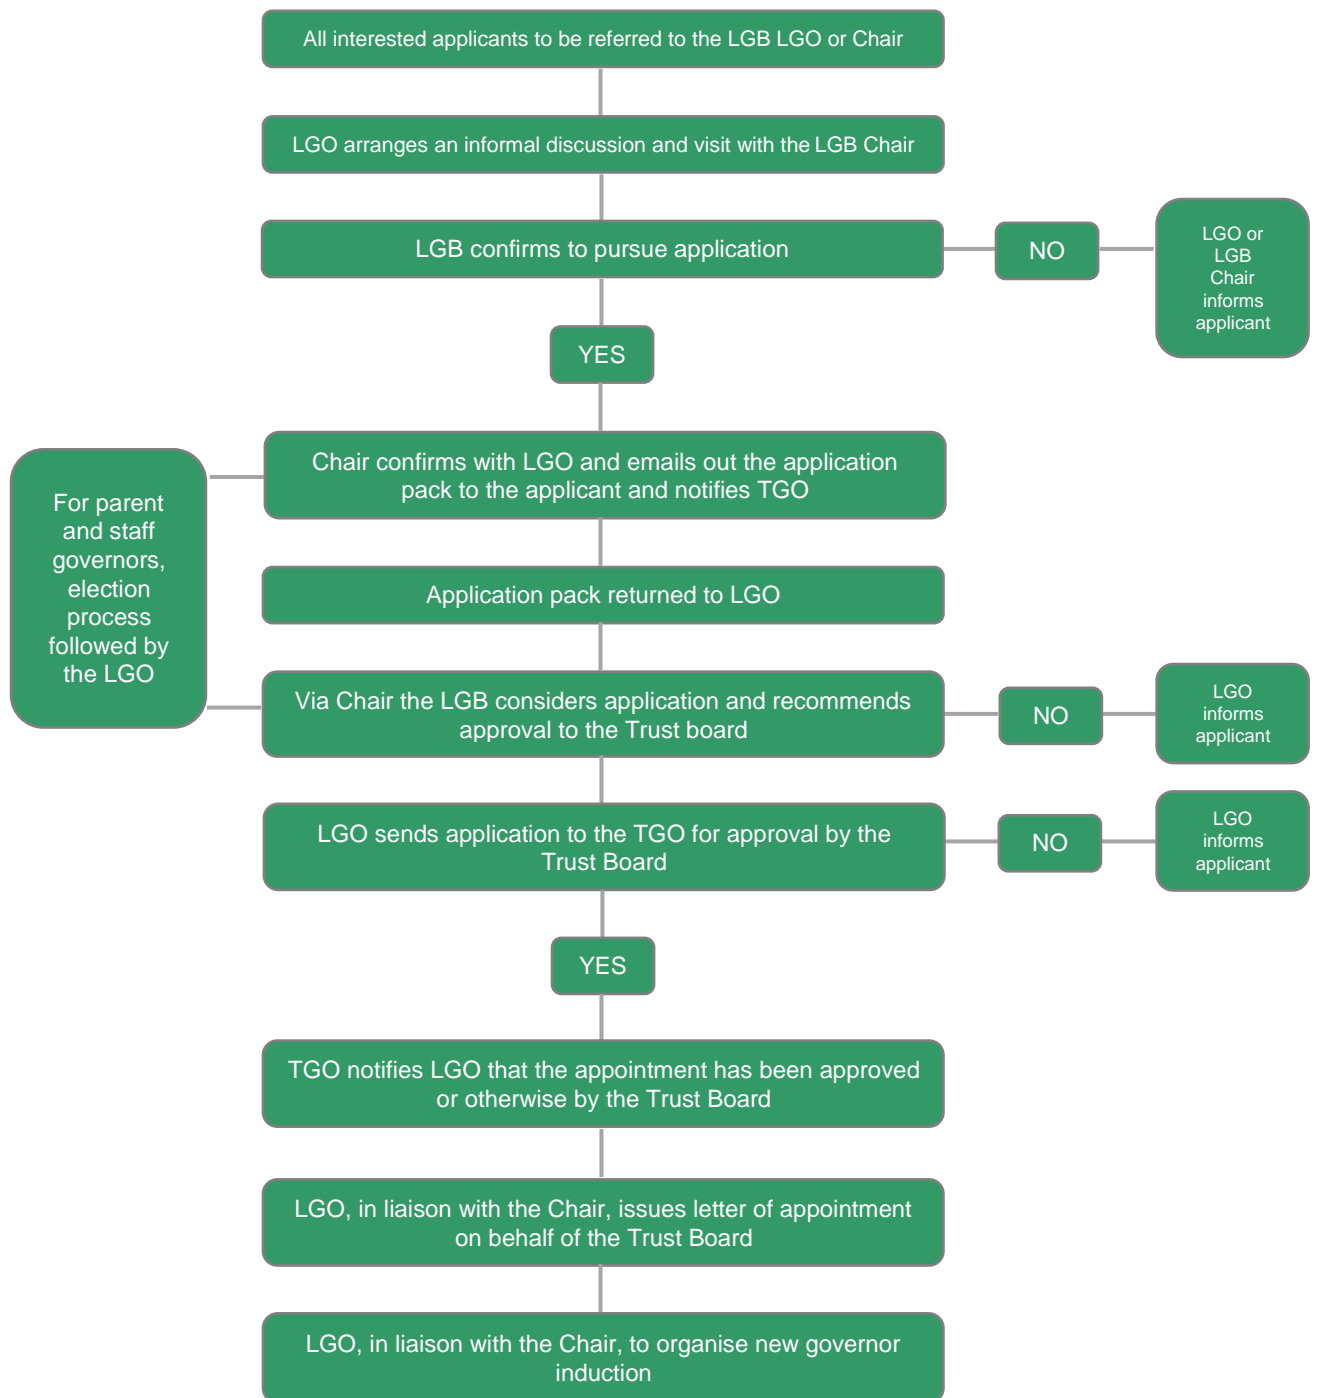 All interested applicants to be referred to the LGB LGO or Chair
LGO arranges an informal discussion and visit with the LGB Chair
LGB confirms to pursue application
NO
LGO or
LGB
Chair
informs
applicant
YES
Chair confirms with LGO and emails out the application
pack to the applicant and notifies TGO
For parent
and staff
governors,
election
process
followed by
the LGO
Application pack returned to LGO
Via Chair the LGB considers application and recommends
approval to the Trust board
NO
LGO
informs
applicant
LGO sends application to the TGO for approval by the
Trust Board
NO
LGO
informs
applicant
YES
TGO notifies LGO that the appointment has been approved
or otherwise by the Trust Board
LGO, in liaison with the Chair, issues letter of appointment
on behalf of the Trust Board
LGO, in liaison with the Chair, to organise new governor
induction